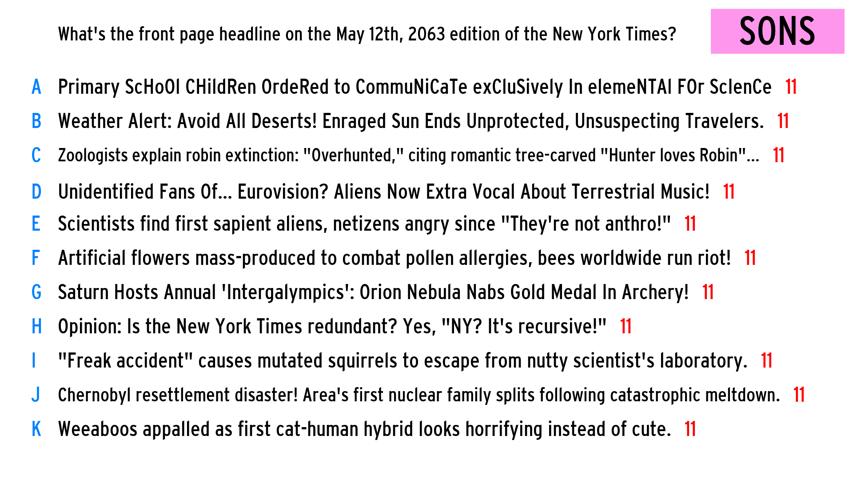 What's the front page headline on the May 12th, 2063 edition of the New York Times?
SONS
A Primary ScHoOl CHildRen OrdeRed to CommuNiCaTe exCluSively In elemeNTAl FOr ScIenCe 11
B Weather Alert: Avoid All Deserts! Enraged Sun Ends Unprotected, Unsuspecting Travelers. 11
C Zoologists explain robin extinction: "Overhunted," citing romantic tree-carved "Hunter loves Robin"... 11
D Unidentified Fans Of... Eurovision? Aliens Now Extra Vocal About Terrestrial Music! 11
E Scientists find first sapient aliens, netizens angry since "They're not anthro!" 11
F Artificial flowers mass-produced to combat pollen allergies, bees worldwide run riot! 11
G Saturn Hosts Annual 'Intergalympics': Orion Nebula Nabs Gold Medal In Archery! 11
H Opinion: Is the New York Times redundant? Yes, "NY? It's recursive!" 11
I "Freak accident" causes mutated squirrels to escape from nutty scientist's laboratory. 11
J Chernobyl resettlement disaster! Area's first nuclear family splits following catastrophic meltdown. 11
K Weeaboos appalled as first cat-human hybrid looks horrifying instead of cute. 11